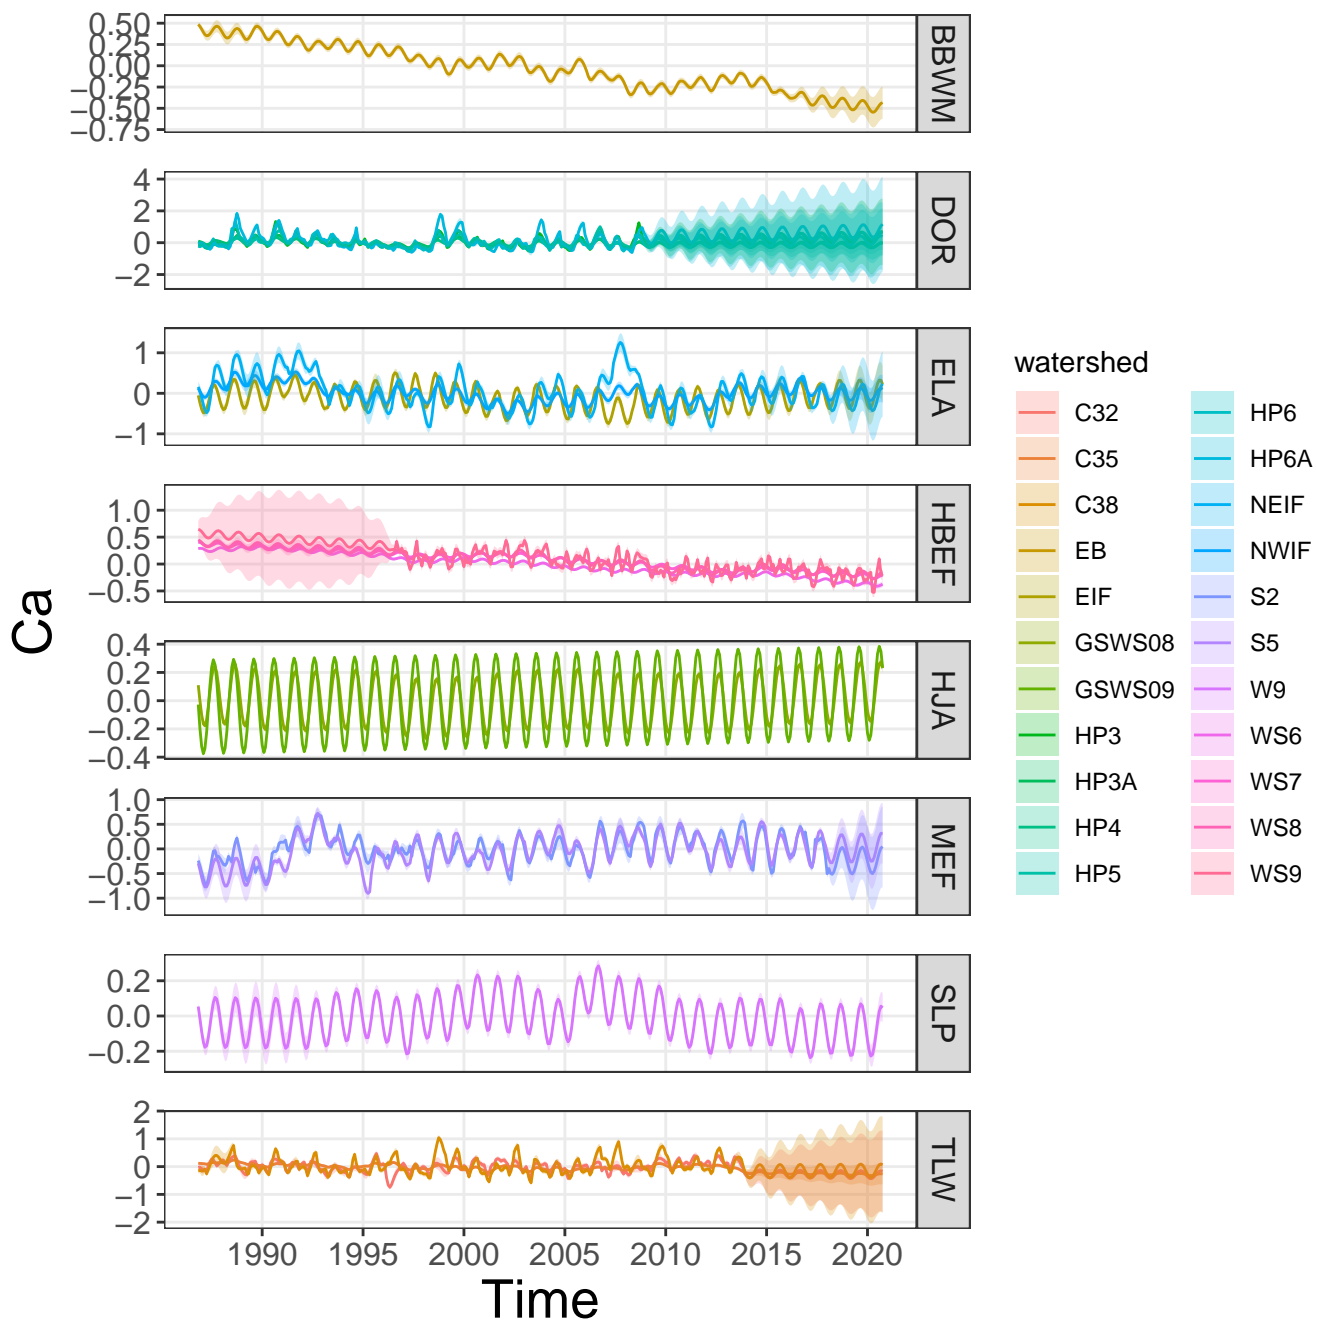 0.50
0.25
0.00
−0.25
−0.50
−0.75
BBWM
4
2
0
−2
DOR
1
0
−1
ELA
1.0
0.5
0.0
−0.5
HBEF
0.4
0.2
0.0
−0.2
−0.4
HJA
1.0
0.5
0.0
−0.5
−1.0
MEF
0.2
0.0
−0.2
SLP
2
1
0
−1
−2
TLW
1990 1995 2000 2005 2010 2015 2020
Time
Ca
watershed
C32
C35
C38
EB
EIF
GSWS08
GSWS09
HP3
HP3A
HP4
HP5
HP6
HP6A
NEIF
NWIF
S2
S5
W9
WS6
WS7
WS8
WS9